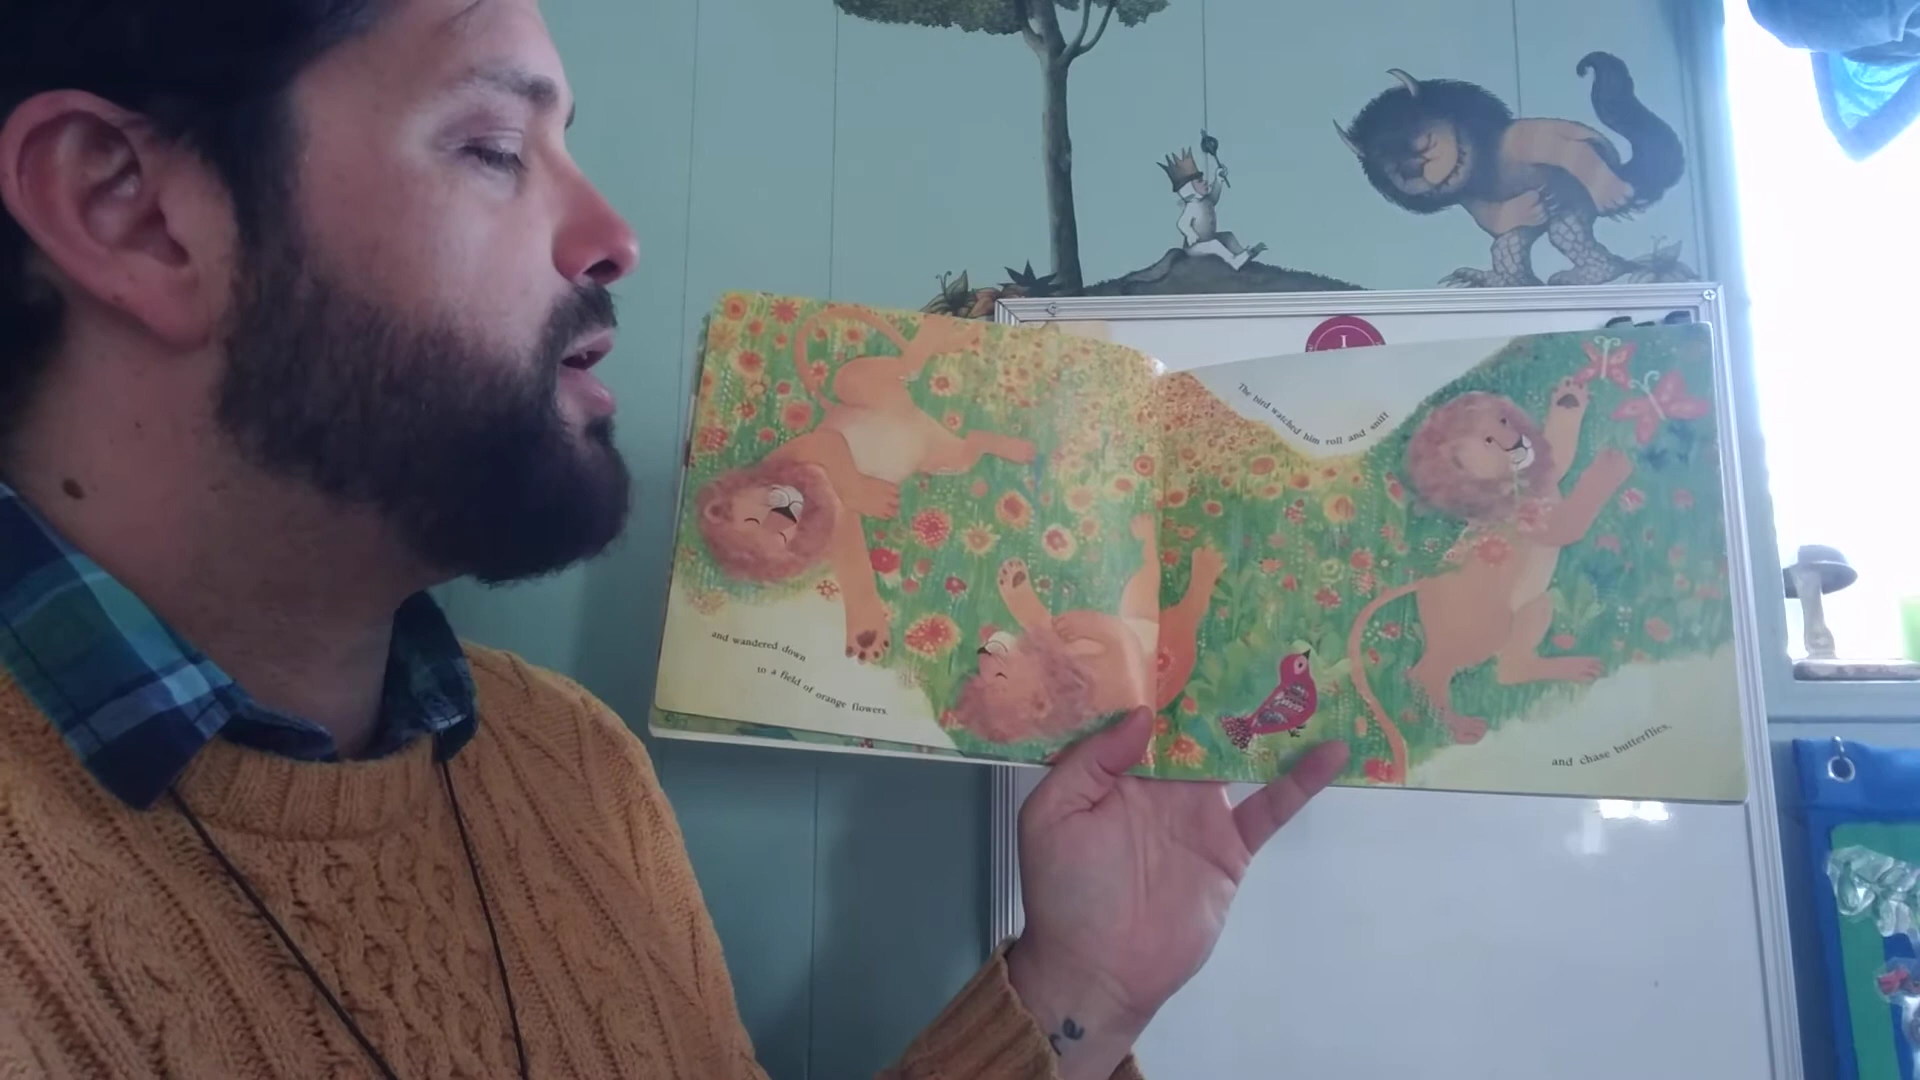 and wandered down
to a field of orange flowers.
The bird watched him roll and sniff
and chase butterflies.
I